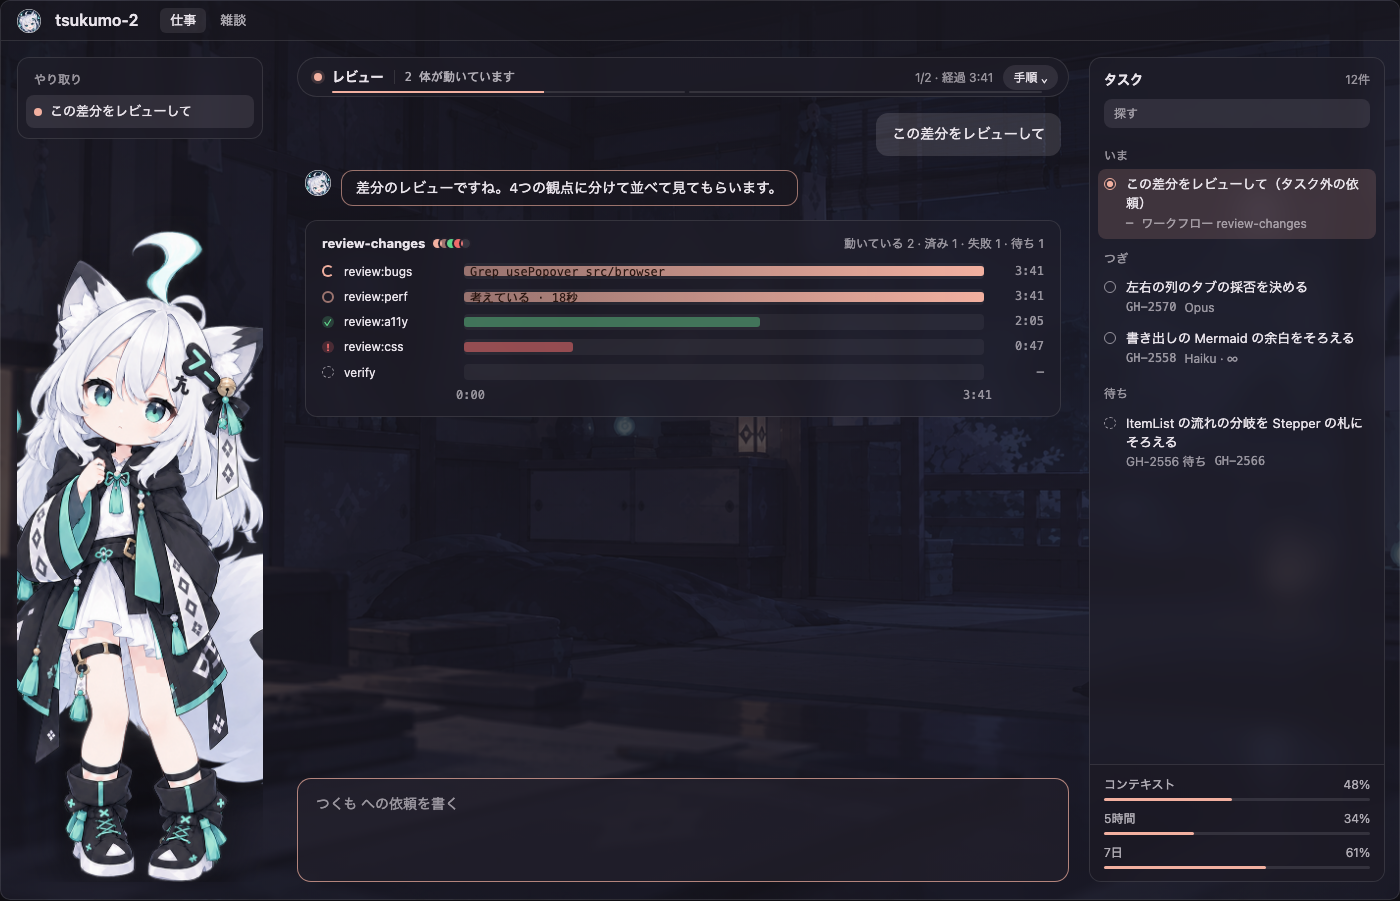 tsukumo-2 仕事 雑談
やり取り
この差分をレビューして
レビュー 2 体が動いています 1/2 · 経過 3:41 手順
この差分をレビューして
差分のレビューですね。4つの観点に分けて並べて見てもらいます。
review-changes 動いている 2 · 済み 1 · 失敗 1 · 待ち 1
review:bugs Grep usePopover src/browser 3:41
review:perf 考えている · 18秒 3:41
review:a11y 2:05
review:css 0:47
verify –
0:00 3:41
つくも への依頼を書く
タスク 12件
探す
いま
この差分をレビューして（タスク外の依
頼）
– ワークフロー review-changes
つぎ
左右の列のタブの採否を決める
GH-2570 Opus
書き出しの Mermaid の余白をそろえる
GH-2558 Haiku · ∞
待ち
ItemList の流れの分岐を Stepper の札に
そろえる
GH-2556 待ち GH-2566
コンテキスト 48%
5時間 34%
7日 61%